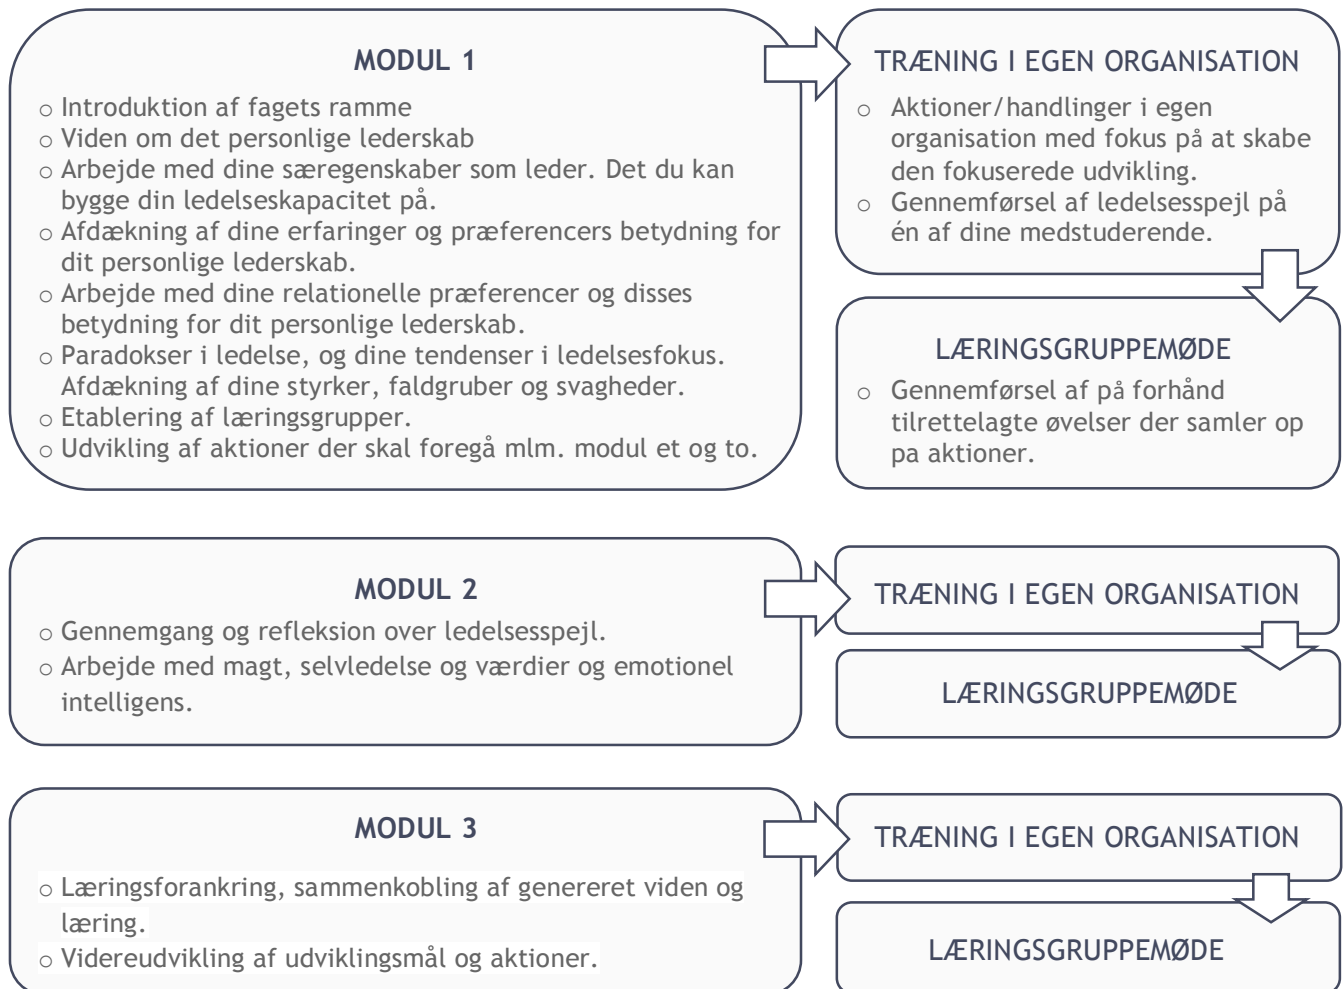 MODUL 1
○ Introduktion af fagets ramme
○ Viden om det personlige lederskab
○ Arbejde med dine særegenskaber som leder. Det du kan
bygge din ledelseskapacitet på.
○ Afdækning af dine erfaringer og præferencers betydning for
dit personlige lederskab.
○ Arbejde med dine relationelle præferencer og disses
betydning for dit personlige lederskab.
○ Paradokser i ledelse, og dine tendenser i ledelsesfokus.
Afdækning af dine styrker, faldgruber og svagheder.
○ Etablering af læringsgrupper.
○ Udvikling af aktioner der skal foregå mlm. modul et og to.
TRÆNING I EGEN ORGANISATION
○ Aktioner/handlinger i egen
organisation med fokus på at skabe
den fokuserede udvikling.
○ Gennemførsel af ledelsesspejl på
én af dine medstuderende.
LÆRINGSGRUPPEMØDE
○ Gennemførsel af på forhånd
tilrettelagte øvelser der samler op
pa aktioner.
MODUL 2
○ Gennemgang og refleksion over ledelsesspejl.
○ Arbejde med magt, selvledelse og værdier og emotionel
intelligens.
TRÆNING I EGEN ORGANISATION
LÆRINGSGRUPPEMØDE
MODUL 3
○ Læringsforankring, sammenkobling af genereret viden og
læring.
○ Videreudvikling af udviklingsmål og aktioner.
TRÆNING I EGEN ORGANISATION
LÆRINGSGRUPPEMØDE